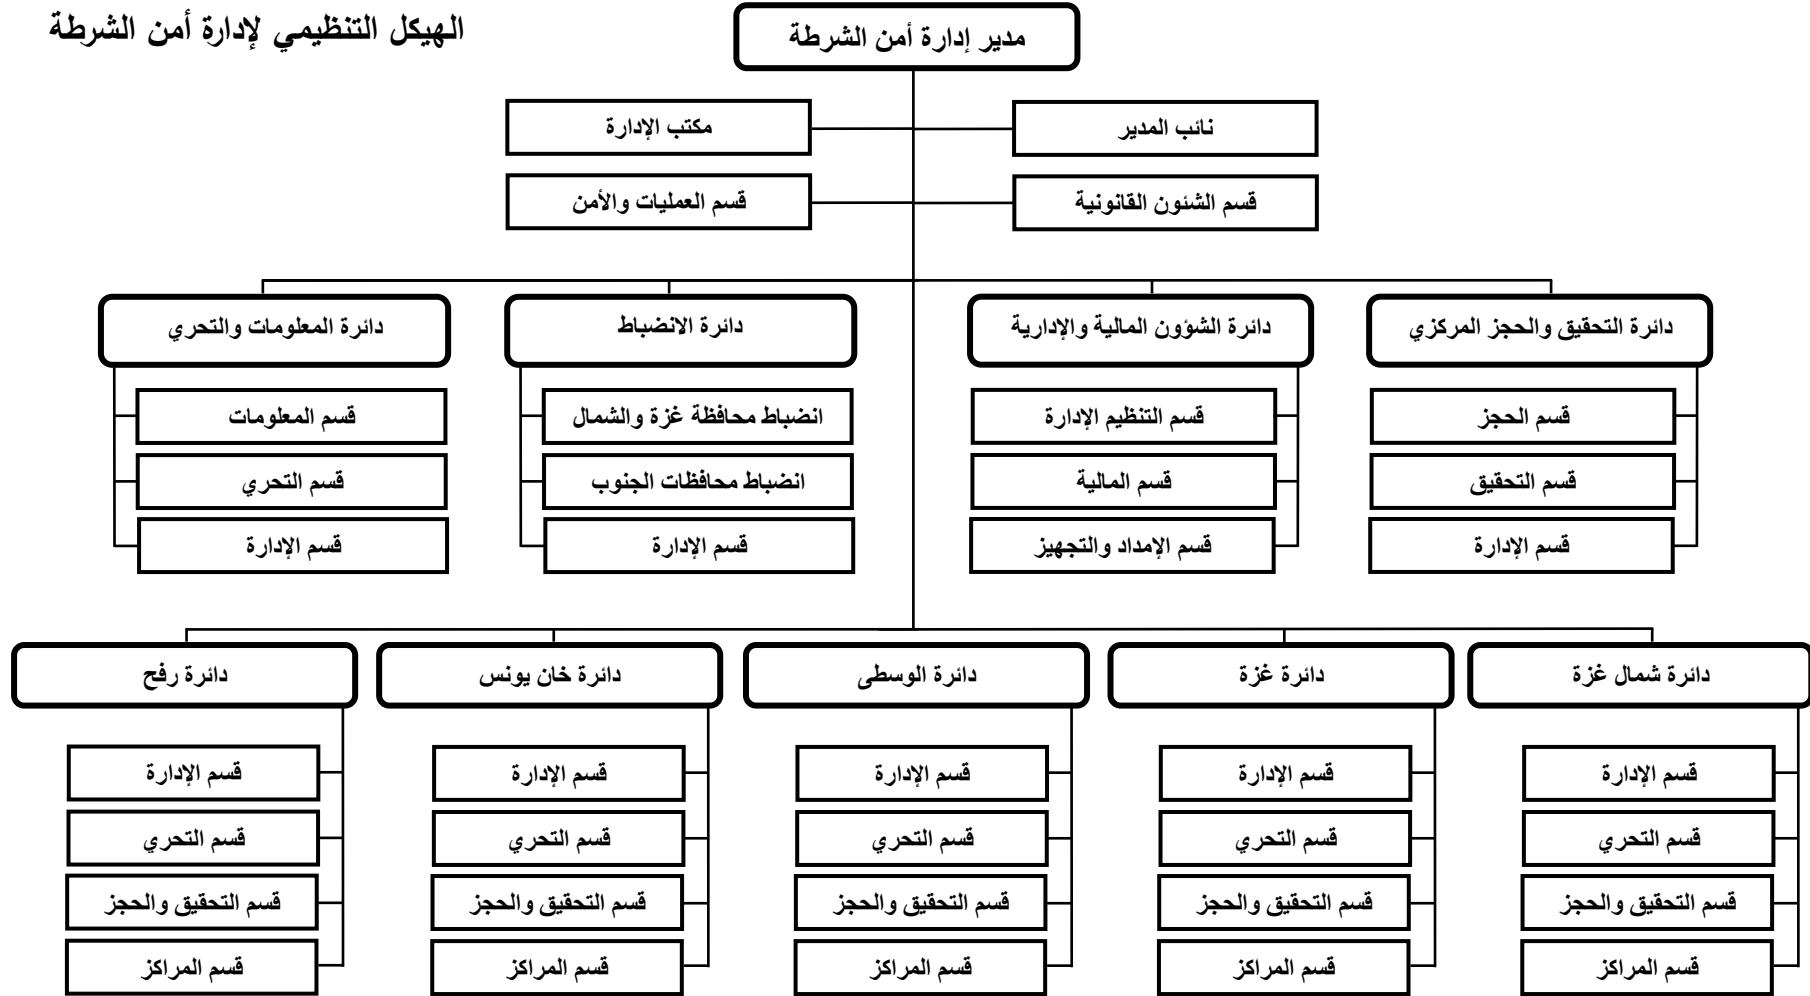 الهيكل التنظيمي لإدارة أمن الشرطة
مدير إدارة أمن الشرطة
نائب المدير
مكتب الإدارة
قسم الشئون القانونية
قسم العمليات والأمن
دائرة التحقيق والحجز المركزي
دائرة الشؤون المالية والإدارية
دائرة الانضباط
دائرة المعلومات والتحري
قسم الحجز
قسم التنظيم الإدارة
انضباط محافظة غزة والشمال
قسم المعلومات
قسم التحقيق
قسم المالية
انضباط محافظات الجنوب
قسم التحري
قسم الإدارة
قسم الإمداد والتجهيز
قسم الإدارة
قسم الإدارة
دائرة شمال غزة
دائرة غزة
دائرة الوسطى
دائرة خان يونس
دائرة رفح
قسم الإدارة
قسم الإدارة
قسم الإدارة
قسم الإدارة
قسم الإدارة
قسم التحري
قسم التحري
قسم التحري
قسم التحري
قسم التحري
قسم التحقيق والحجز
قسم التحقيق والحجز
قسم التحقيق والحجز
قسم التحقيق والحجز
قسم التحقيق والحجز
قسم المراكز
قسم المراكز
قسم المراكز
قسم المراكز
قسم المراكز